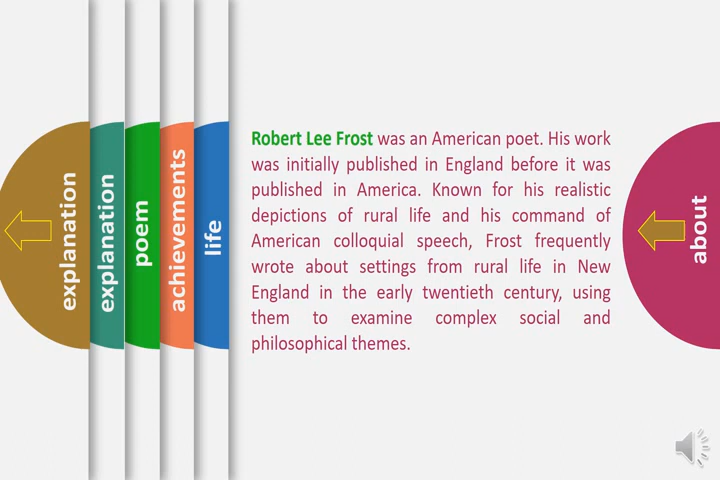 explanation
explanation
poem
achievements
life
Robert Lee Frost was an American poet. His work
was initially published in England before it was
published in America. Known for his realistic
depictions of rural life and his command of
American colloquial speech, Frost frequently
wrote about settings from rural life in New
England in the early twentieth century, using
them to examine complex social and
philosophical themes.
about